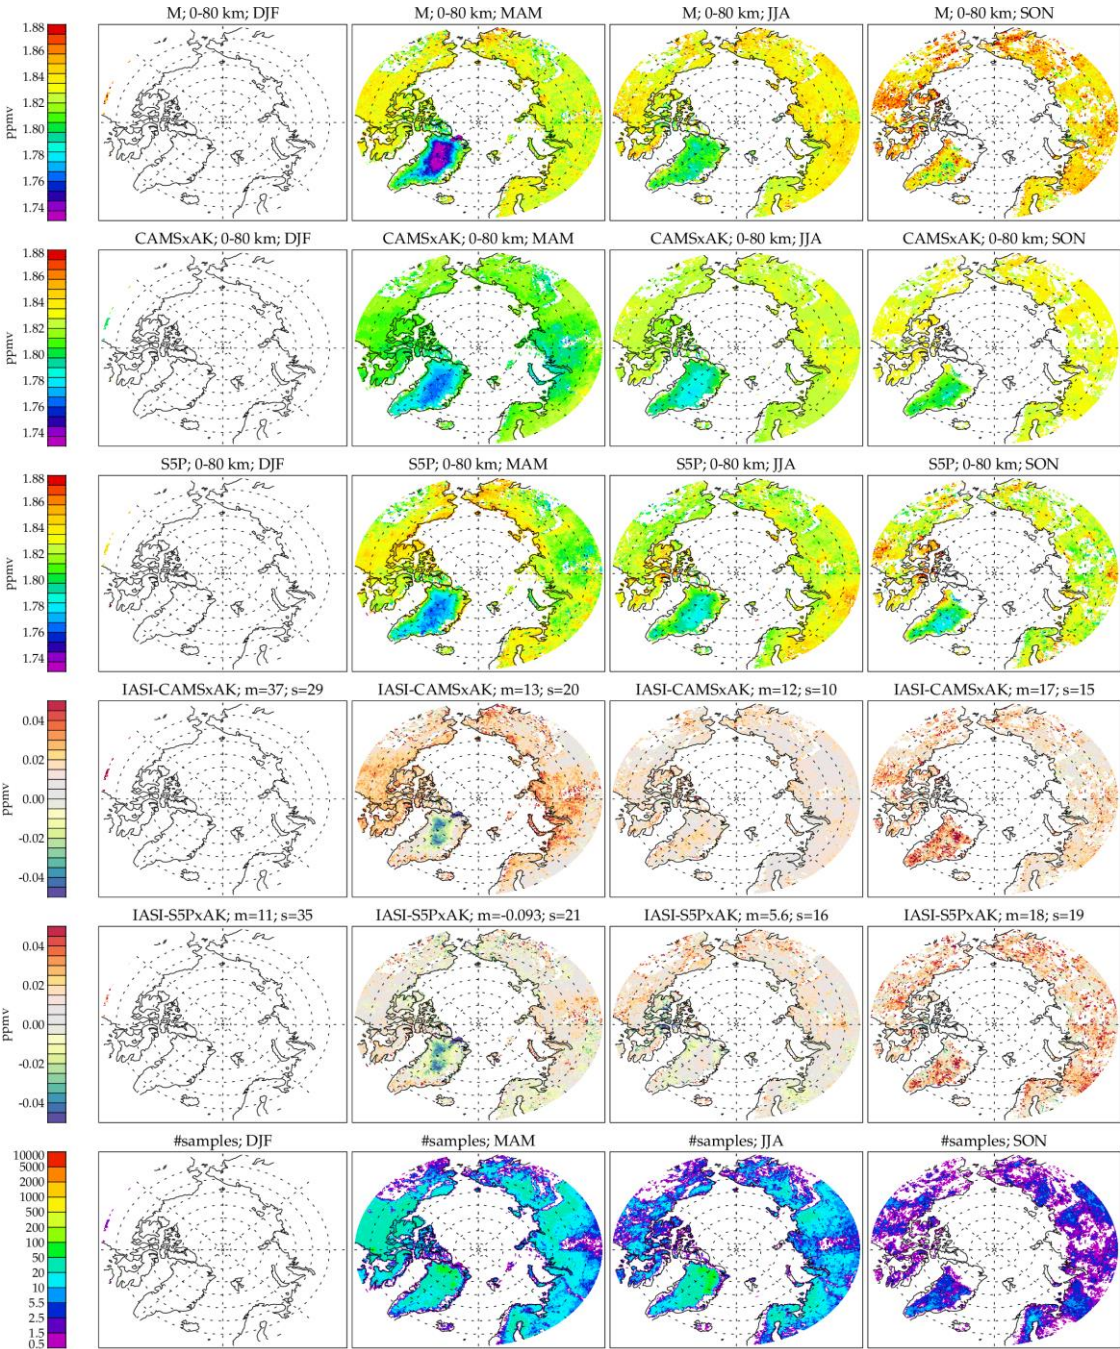 M; 0-80 km; DJF
M; 0-80 km; MAM
M; 0-80 km; JJA
M; 0-80 km; SON
1.88
1.86
1.84
1.82
1.80
1.78
1.76
1.74
ppmv
CAMSxAK; 0-80 km; DJF
CAMSxAK; 0-80 km; MAM
CAMSxAK; 0-80 km; JJA
CAMSxAK; 0-80 km; SON
1.88
1.86
1.84
1.82
1.80
1.78
1.76
1.74
ppmv
S5P; 0-80 km; DJF
S5P; 0-80 km; MAM
S5P; 0-80 km; JJA
S5P; 0-80 km; SON
1.88
1.86
1.84
1.82
1.80
1.78
1.76
1.74
ppmv
IASI-CAMSxAK; m=37; s=29
IASI-CAMSxAK; m=13; s=20
IASI-CAMSxAK; m=12; s=10
IASI-CAMSxAK; m=17; s=15
0.04
0.02
0.00
-0.02
-0.04
ppmv
IASI-S5PxAK; m=11; s=35
IASI-S5PxAK; m=-0.093; s=21
IASI-S5PxAK; m=5.6; s=16
IASI-S5PxAK; m=18; s=19
0.04
0.02
0.00
-0.02
-0.04
ppmv
#samples; DJF
#samples; MAM
#samples; JJA
#samples; SON
10000
5000
2000
1000
500
200
100
50
20
10
5.5
2.5
1.5
0.5